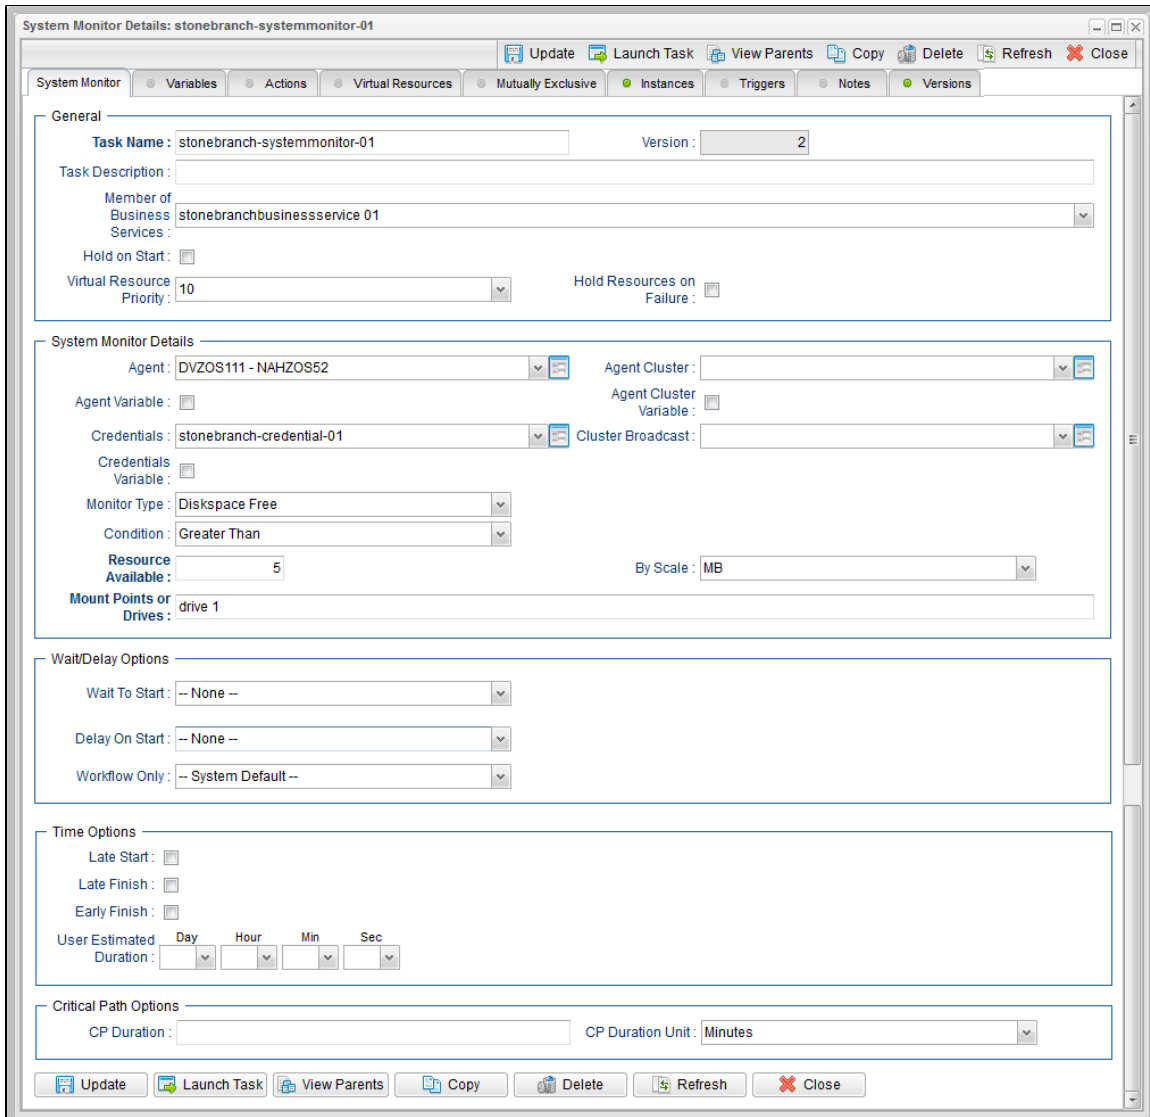 System Monitor Details: stonebranch-systemmonitor-01
Update Launch Task View Parents Copy Delete Refresh Close
System Monitor Variables Actions Virtual Resources Mutually Exclusive Instances Triggers Notes Versions
General
Task Name : stonebranch-systemmonitor-01 Version : 2
Task Description :
Member of
Business stonebranchbusinessservice 01
Services :
Hold on Start :
Virtual Resource 10 Hold Resources on
Priority : Failure :
System Monitor Details
Agent : DVZOS111 - NAHZOS52 Agent Cluster :
Agent Variable : Agent Cluster
Variable :
Credentials : stonebranch-credential-01 Cluster Broadcast :
Credentials
Variable :
Monitor Type : Diskspace Free
Condition : Greater Than
Resource
Available : 5 By Scale : MB
Mount Points or
Drives : drive 1
Wait/Delay Options
Wait To Start : -- None --
Delay On Start : -- None --
Workflow Only : -- System Default --
Time Options
Late Start :
Late Finish :
Early Finish :
User Estimated Day Hour Min Sec
Duration :
Critical Path Options
CP Duration : CP Duration Unit : Minutes
Update Launch Task View Parents Copy Delete Refresh Close